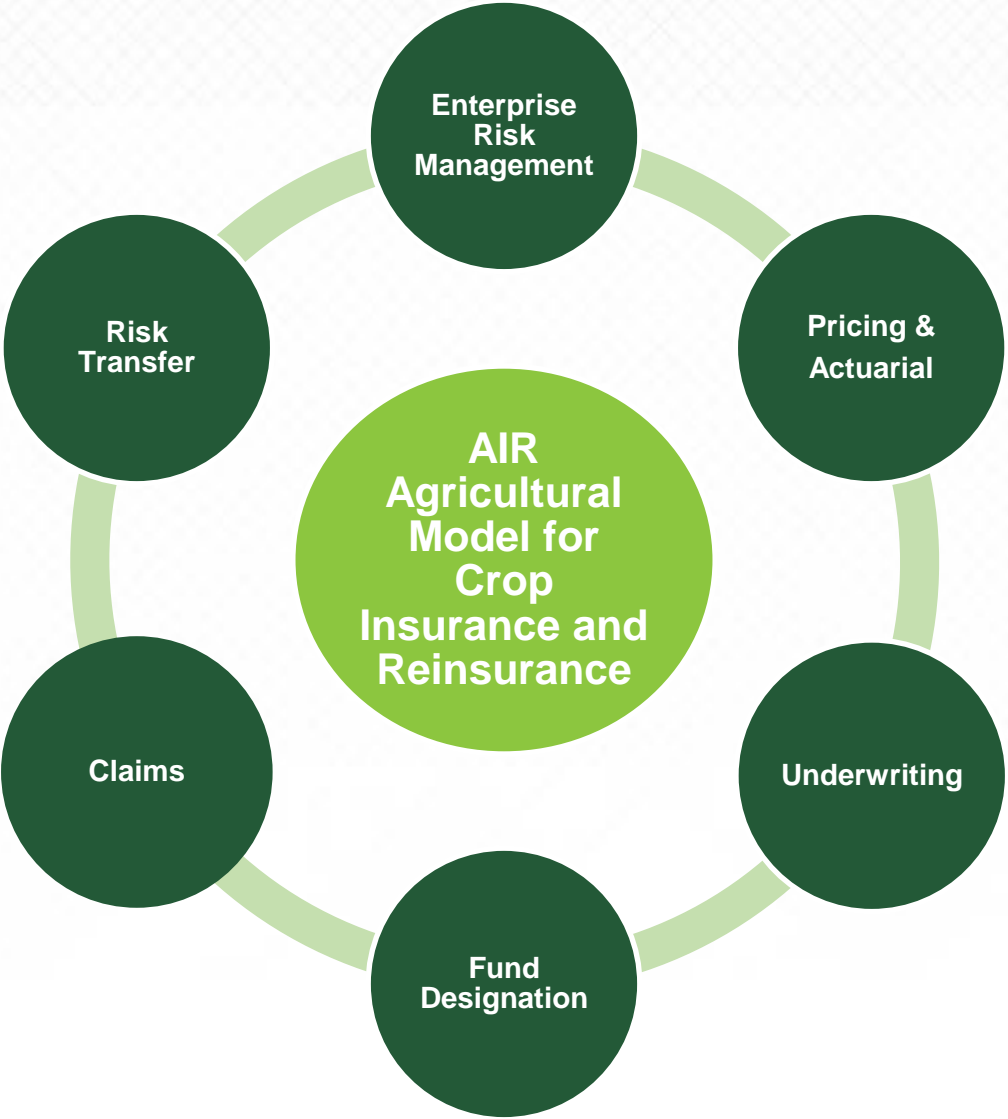 Enterprise
Risk
Management
Risk
Transfer
Pricing &
Actuarial
AIR
Agricultural
Model for
Crop
Insurance and
Reinsurance
Claims
Underwriting
Fund
Designation